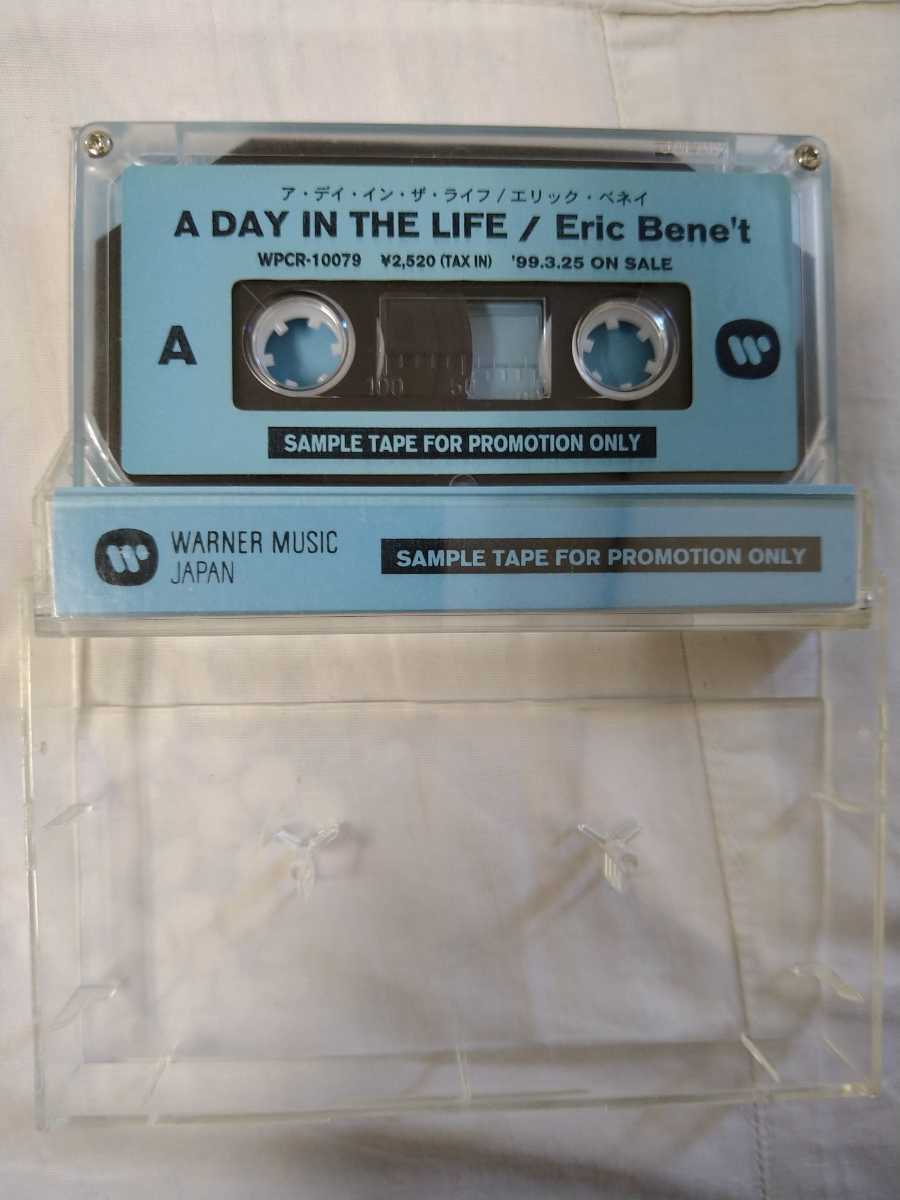 ア・デイ・イン・ザ・ライフ / エリック・ベネイ
A DAY IN THE LIFE / Eric Bene't
WPCR-10079 ¥2,520 (TAX IN) '99.3.25 ON SALE
A
100 50
SAMPLE TAPE FOR PROMOTION ONLY
WARNER MUSIC
JAPAN
SAMPLE TAPE FOR PROMOTION ONLY